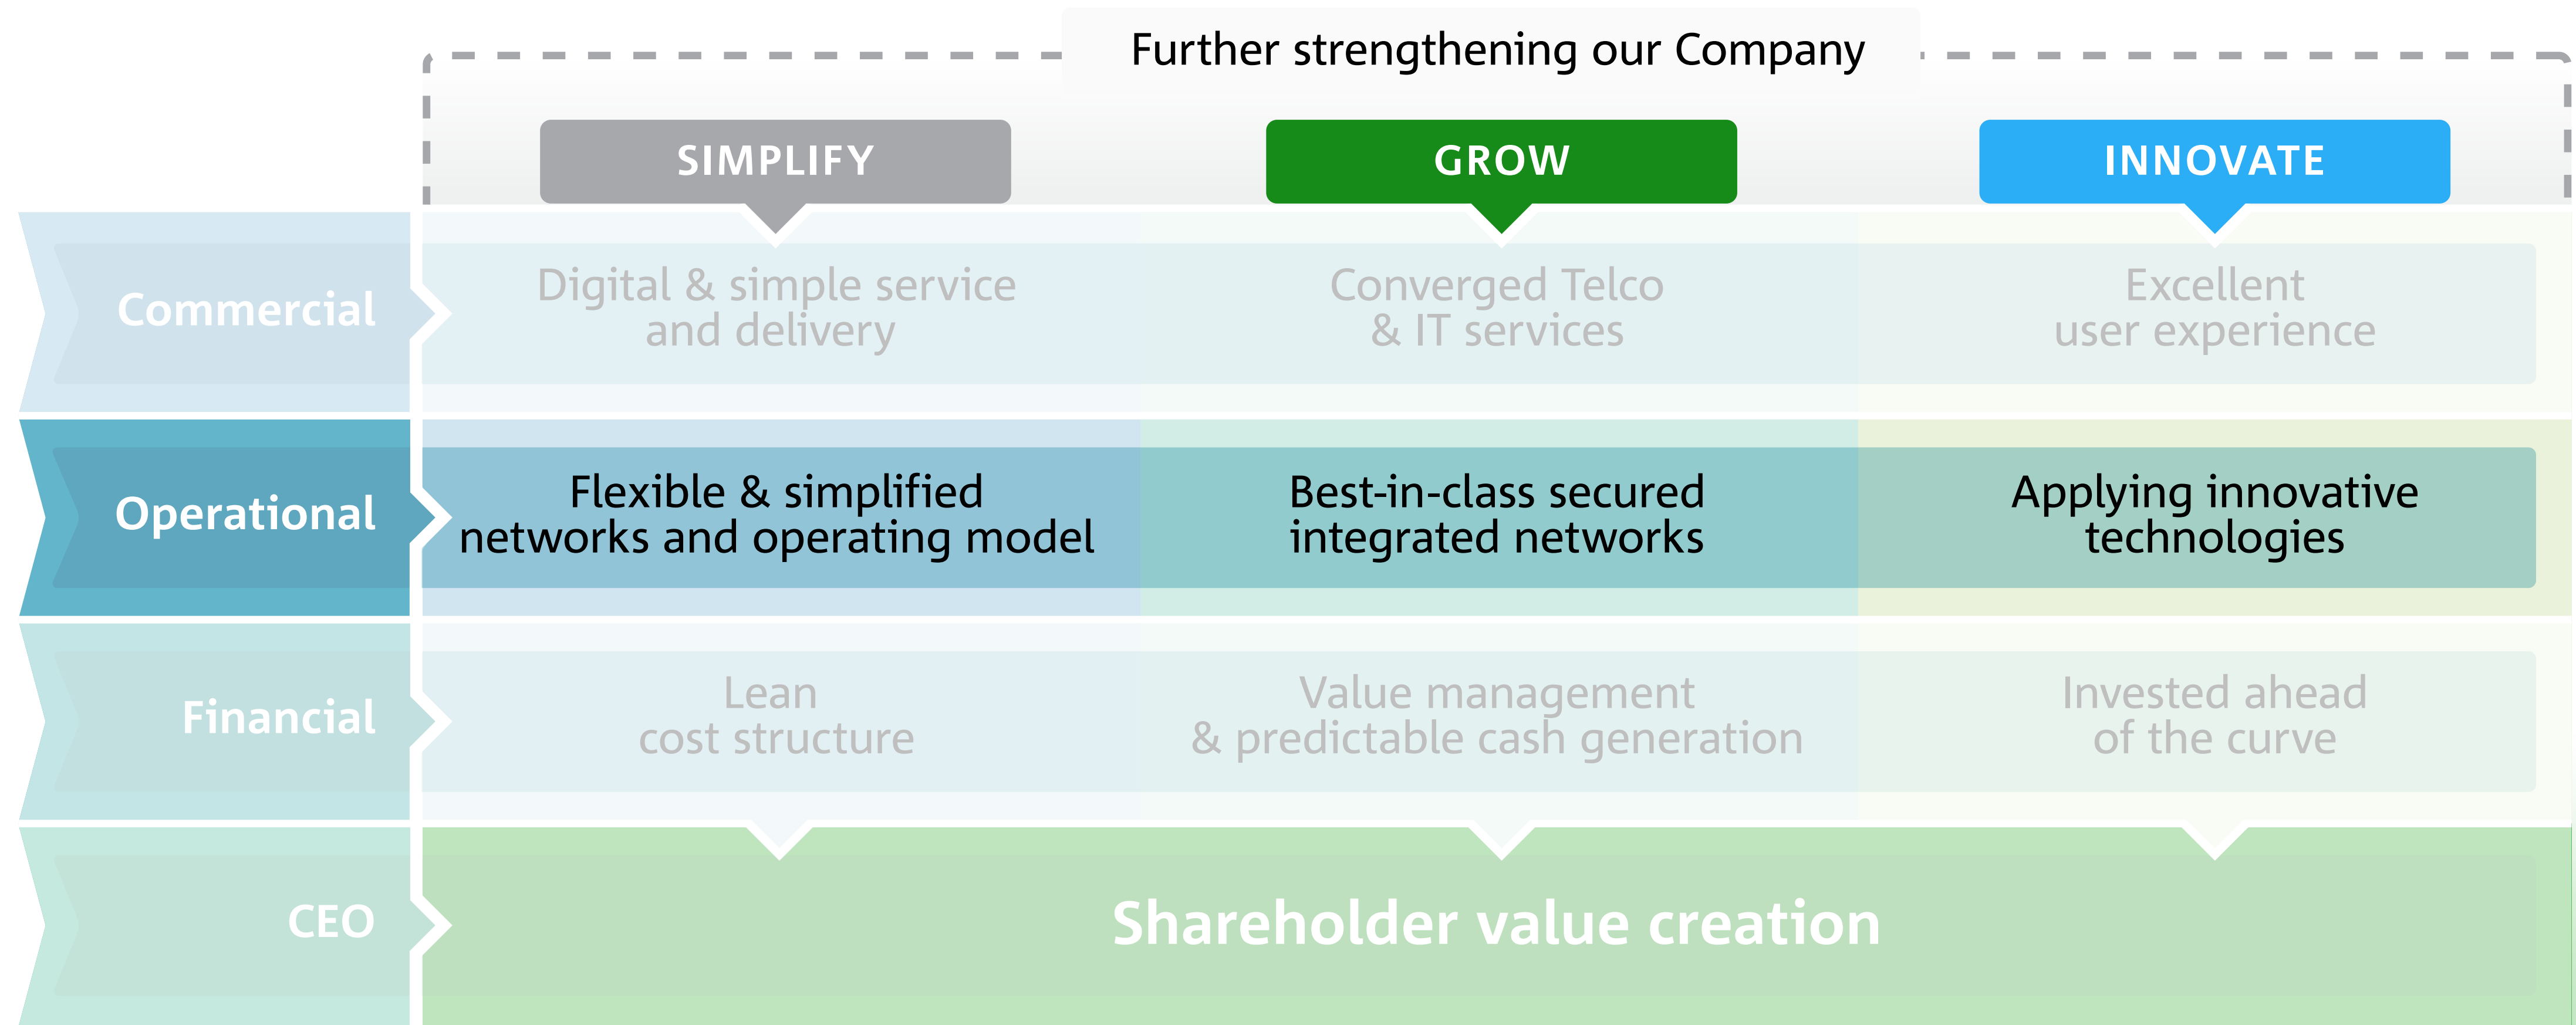 Further strengthening our Company
SIMPLIFY
GROW
INNOVATE
Commercial
Digital & simple service
and delivery
Converged Telco
& IT services
Excellent
user experience
Operational
Flexible & simplified
networks and operating model
Best-in-class secured
integrated networks
Applying innovative
technologies
Financial
Lean
cost structure
Value management
& predictable cash generation
Invested ahead
of the curve
CEO
Shareholder value creation